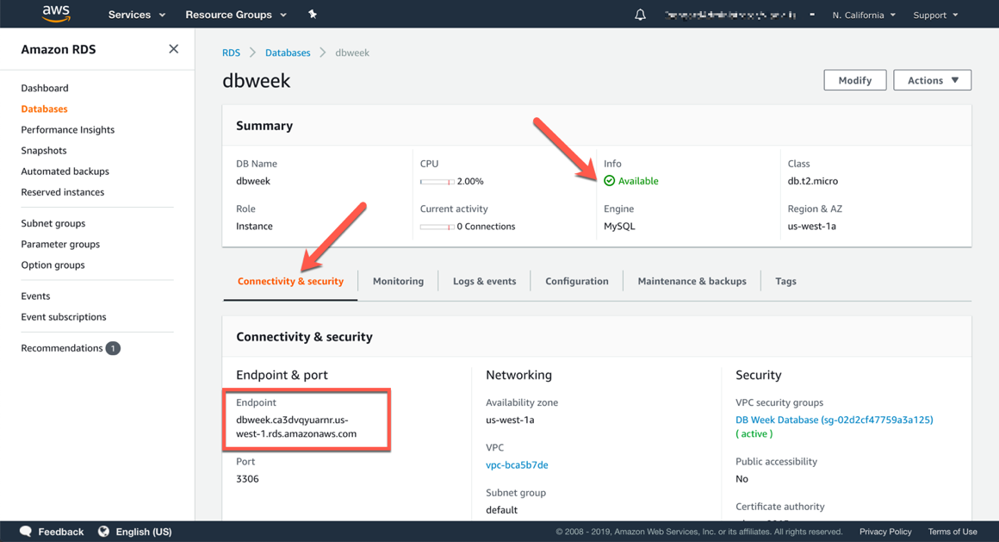 aws Services Resource Groups N. California Support
Amazon RDS
Dashboard
Databases
Performance Insights
Snapshots
Automated backups
Reserved instances
Subnet groups
Parameter groups
Option groups
Events
Event subscriptions
Recommendations 1
RDS > Databases > dbweek
dbweek
Modify Actions
Summary
DB Name
dbweek
CPU
2.00%
Info
Available
Class
db.t2.micro
Role
Instance
Current activity
0 Connections
Engine
MySQL
Region & AZ
us-west-1a
Connectivity & security Monitoring Logs & events Configuration Maintenance & backups Tags
Connectivity & security
Endpoint & port
Endpoint
dbweek.ca3dvqyuarnr.us-
west-1.rds.amazonaws.com
Port
3306
Networking
Availability zone
us-west-1a
VPC
vpc-bca5b7de
Subnet group
default
Security
VPC security groups
DB Week Database (sg-02d2cf47759a3a125)
( active )
Public accessibility
No
Certificate authority
Feedback English (US) © 2008 - 2019, Amazon Web Services, Inc. or its affiliates. All rights reserved. Privacy Policy Terms of Use